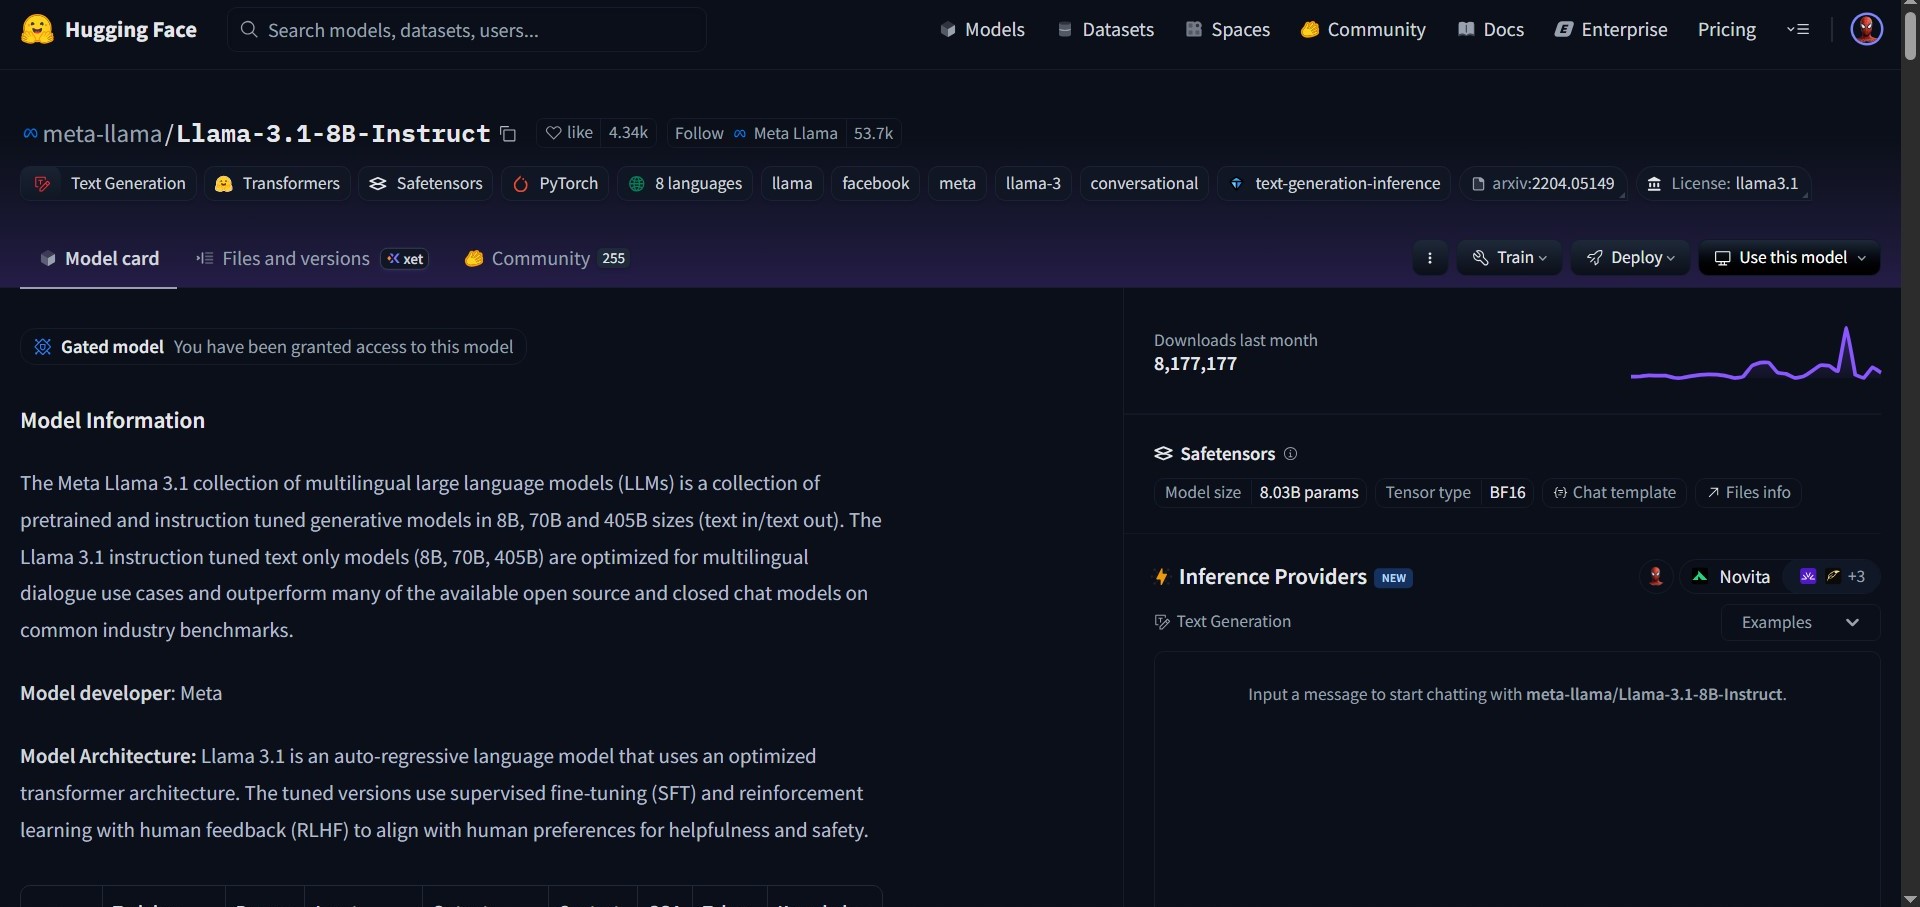 Hugging Face
Search models, datasets, users...
Models
Datasets
Spaces
Community
Docs
Enterprise
Pricing
meta-llama/Llama-3.1-8B-Instruct
like 4.34k
Follow Meta Llama 53.7k
Text Generation
Transformers
Safetensors
PyTorch
8 languages
llama
facebook
meta
llama-3
conversational
text-generation-inference
arxiv:2204.05149
License: llama3.1
Model card
Files and versions
xet
Community 255
Train
Deploy
Use this model
Gated model You have been granted access to this model
Model Information
The Meta Llama 3.1 collection of multilingual large language models (LLMs) is a collection of
pretrained and instruction tuned generative models in 8B, 70B and 405B sizes (text in/text out). The
Llama 3.1 instruction tuned text only models (8B, 70B, 405B) are optimized for multilingual
dialogue use cases and outperform many of the available open source and closed chat models on
common industry benchmarks.
Model developer: Meta
Model Architecture: Llama 3.1 is an auto-regressive language model that uses an optimized
transformer architecture. The tuned versions use supervised fine-tuning (SFT) and reinforcement
learning with human feedback (RLHF) to align with human preferences for helpfulness and safety.
Downloads last month
8,177,177
Safetensors
Model size 8.03B params
Tensor type BF16
Chat template
Files info
Inference Providers NEW
Novita
+3
Text Generation
Examples
Input a message to start chatting with meta-llama/Llama-3.1-8B-Instruct.